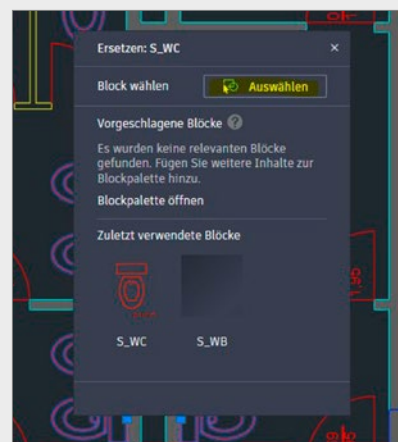 Ersetzen: S_WC
Block wählen
Auswählen
Vorgeschlagene Blöcke
Es wurden keine relevanten Blöcke
gefunden. Fügen Sie weitere Inhalte zur
Blockpalette hinzu.
Blockpalette öffnen
Zuletzt verwendete Blöcke
S_WC
S_WB